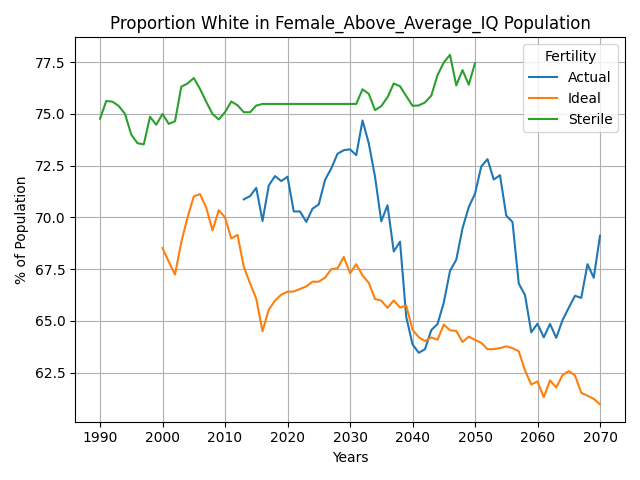 Proportion White in Female_Above_Average_IQ Population
% of Population
77.5
75.0
72.5
70.0
67.5
65.0
62.5
Fertility
Actual
Ideal
Sterile
1990 2000 2010 2020 2030 2040 2050 2060 2070
Years